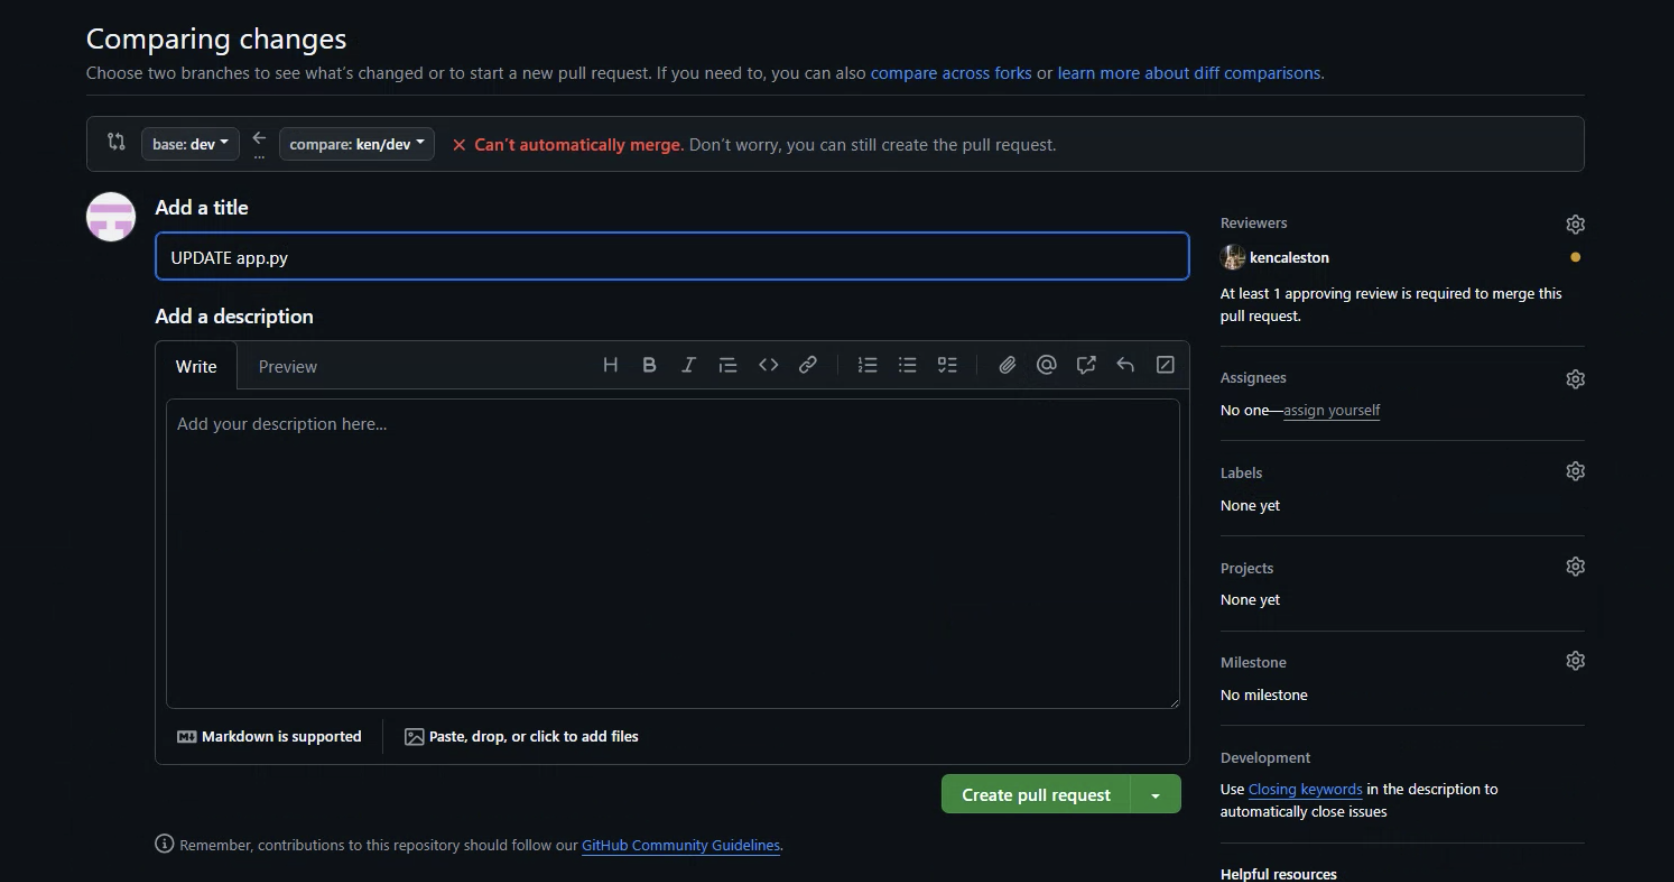 Comparing changes
Choose two branches to see what's changed or to start a new pull request. If you need to, you can also compare across forks or learn more about diff comparisons.
base: dev
...
compare: ken/dev
Can't automatically merge. Don't worry, you can still create the pull request.
Add a title
UPDATE app.py
Add a description
Write
Preview
Add your description here...
Markdown is supported
Paste, drop, or click to add files
Create pull request
Remember, contributions to this repository should follow our GitHub Community Guidelines.
Reviewers
kencaleston
At least 1 approving review is required to merge this
pull request.
Assignees
No one—assign yourself
Labels
None yet
Projects
None yet
Milestone
No milestone
Development
Use Closing keywords in the description to
automatically close issues
Helpful resources